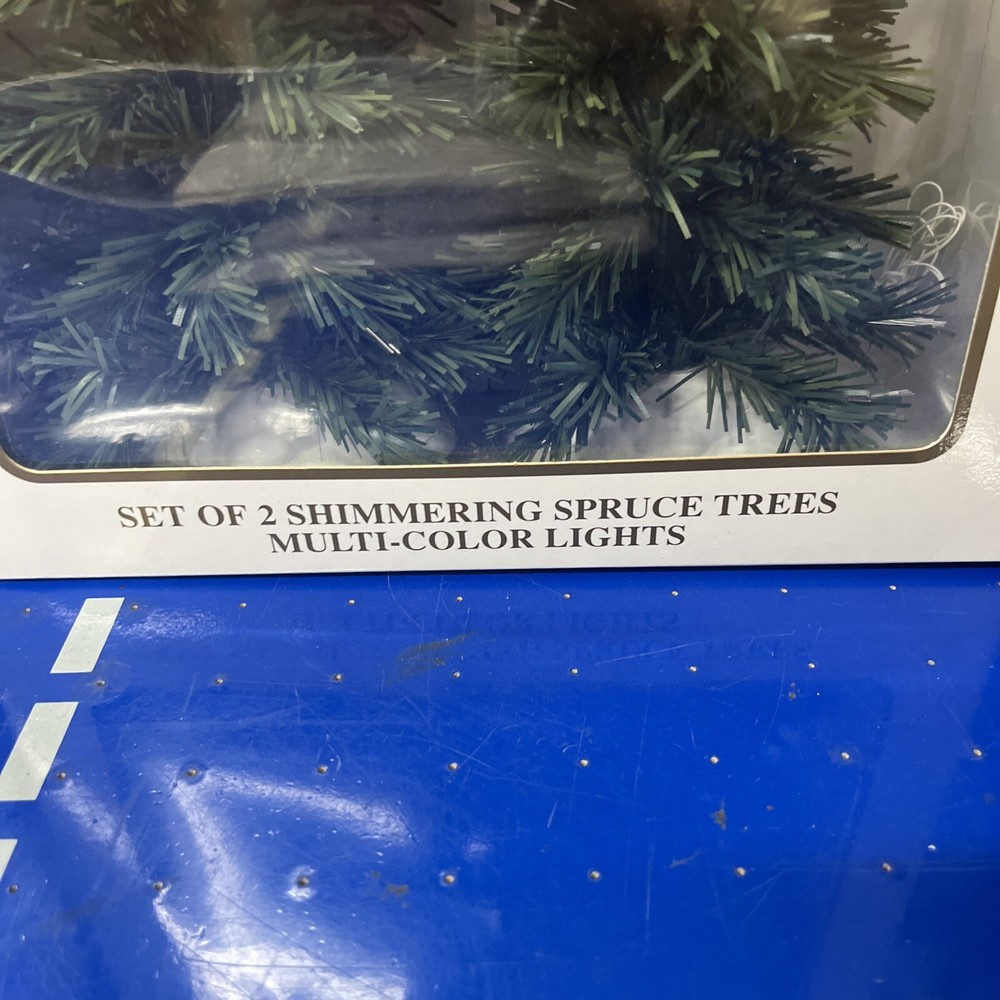 SET OF 2 SHIMMERING SPRUCE TREES
MULTI-COLOR LIGHTS